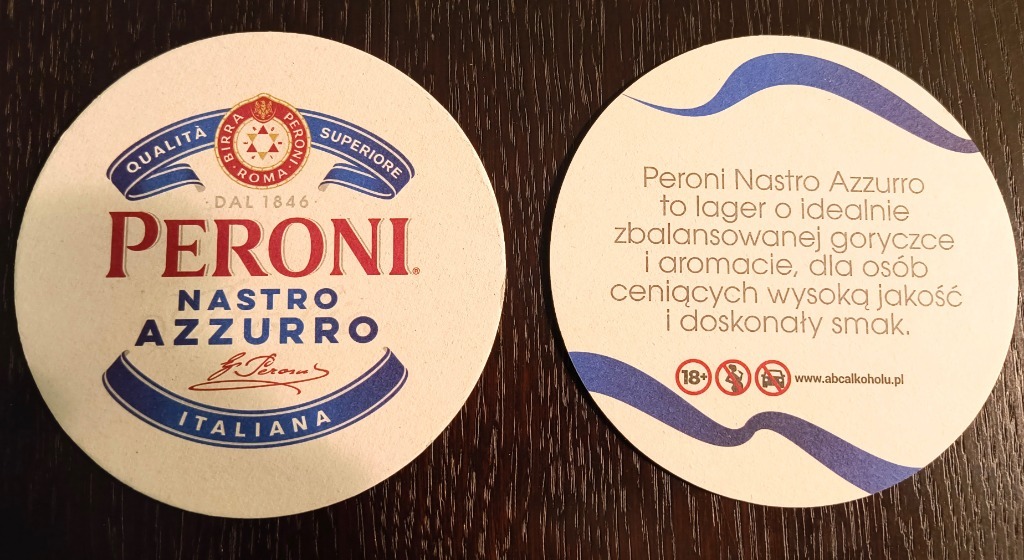 QUALITÀ SUPERIORE
BIRRA PERONI
ROMA
·DAL 1846·
PERONI®
NASTRO
AZZURRO
G. Peroni
ITALIANA
Peroni Nastro Azzurro
to lager o idealnie
zbalansowanej goryczce
i aromacie, dla osób
ceniących wysoką jakość
i doskonały smak.
18+ www.abcalkoholu.pl